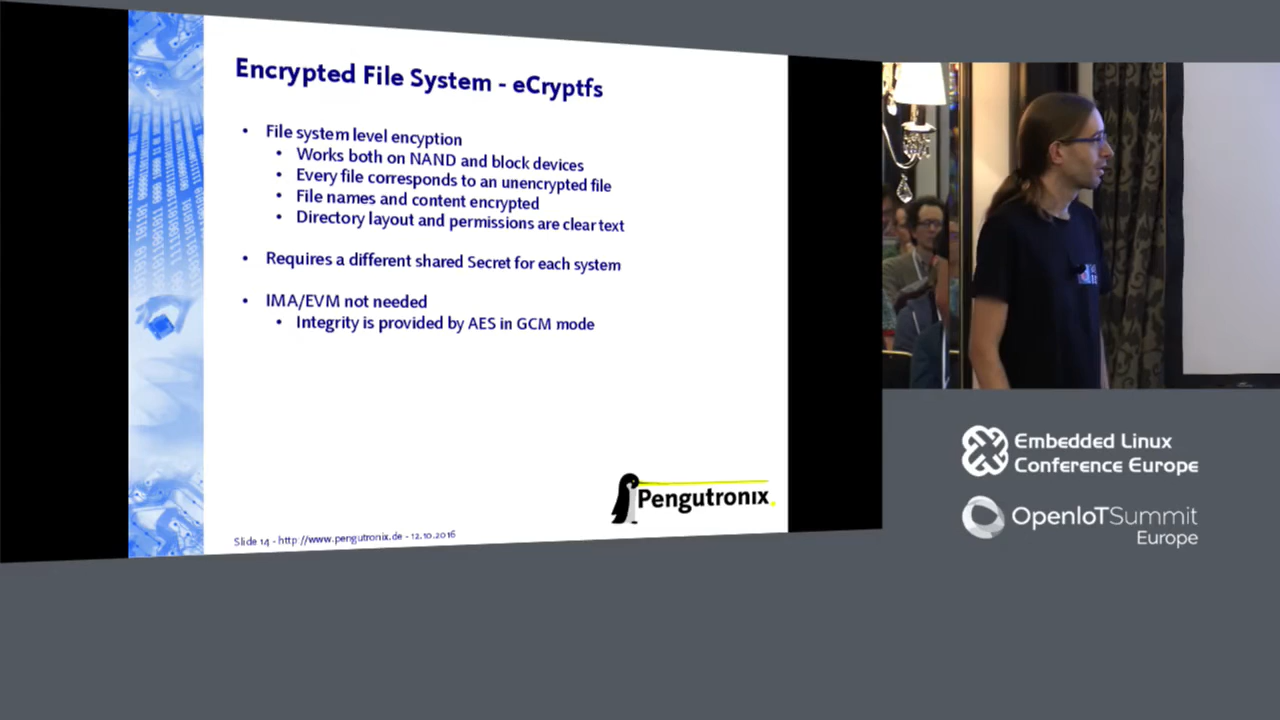 Encrypted File System - eCryptfs
• File system level encyption
• Works both on NAND and block devices
• Every file corresponds to an unencrypted file
• File names and content encrypted
• Directory layout and permissions are clear text
• Requires a different shared Secret for each system
• IMA/EVM not needed
• Integrity is provided by AES in GCM mode
Pengutronix.
Slide 14 - http://www.pengutronix.de - 12.10.2016
Embedded Linux
Conference Europe
OpenIoTSummit
Europe